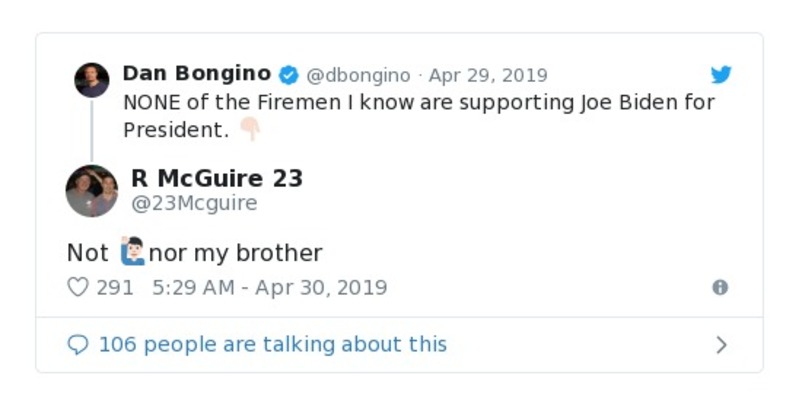 Dan Bongino @dbongino · Apr 29, 2019
NONE of the Firemen I know are supporting Joe Biden for
President. 👇🏻
R McGuire 23
@23Mcguire
Not 🙋🏻‍♂️nor my brother
291 5:29 AM - Apr 30, 2019
106 people are talking about this